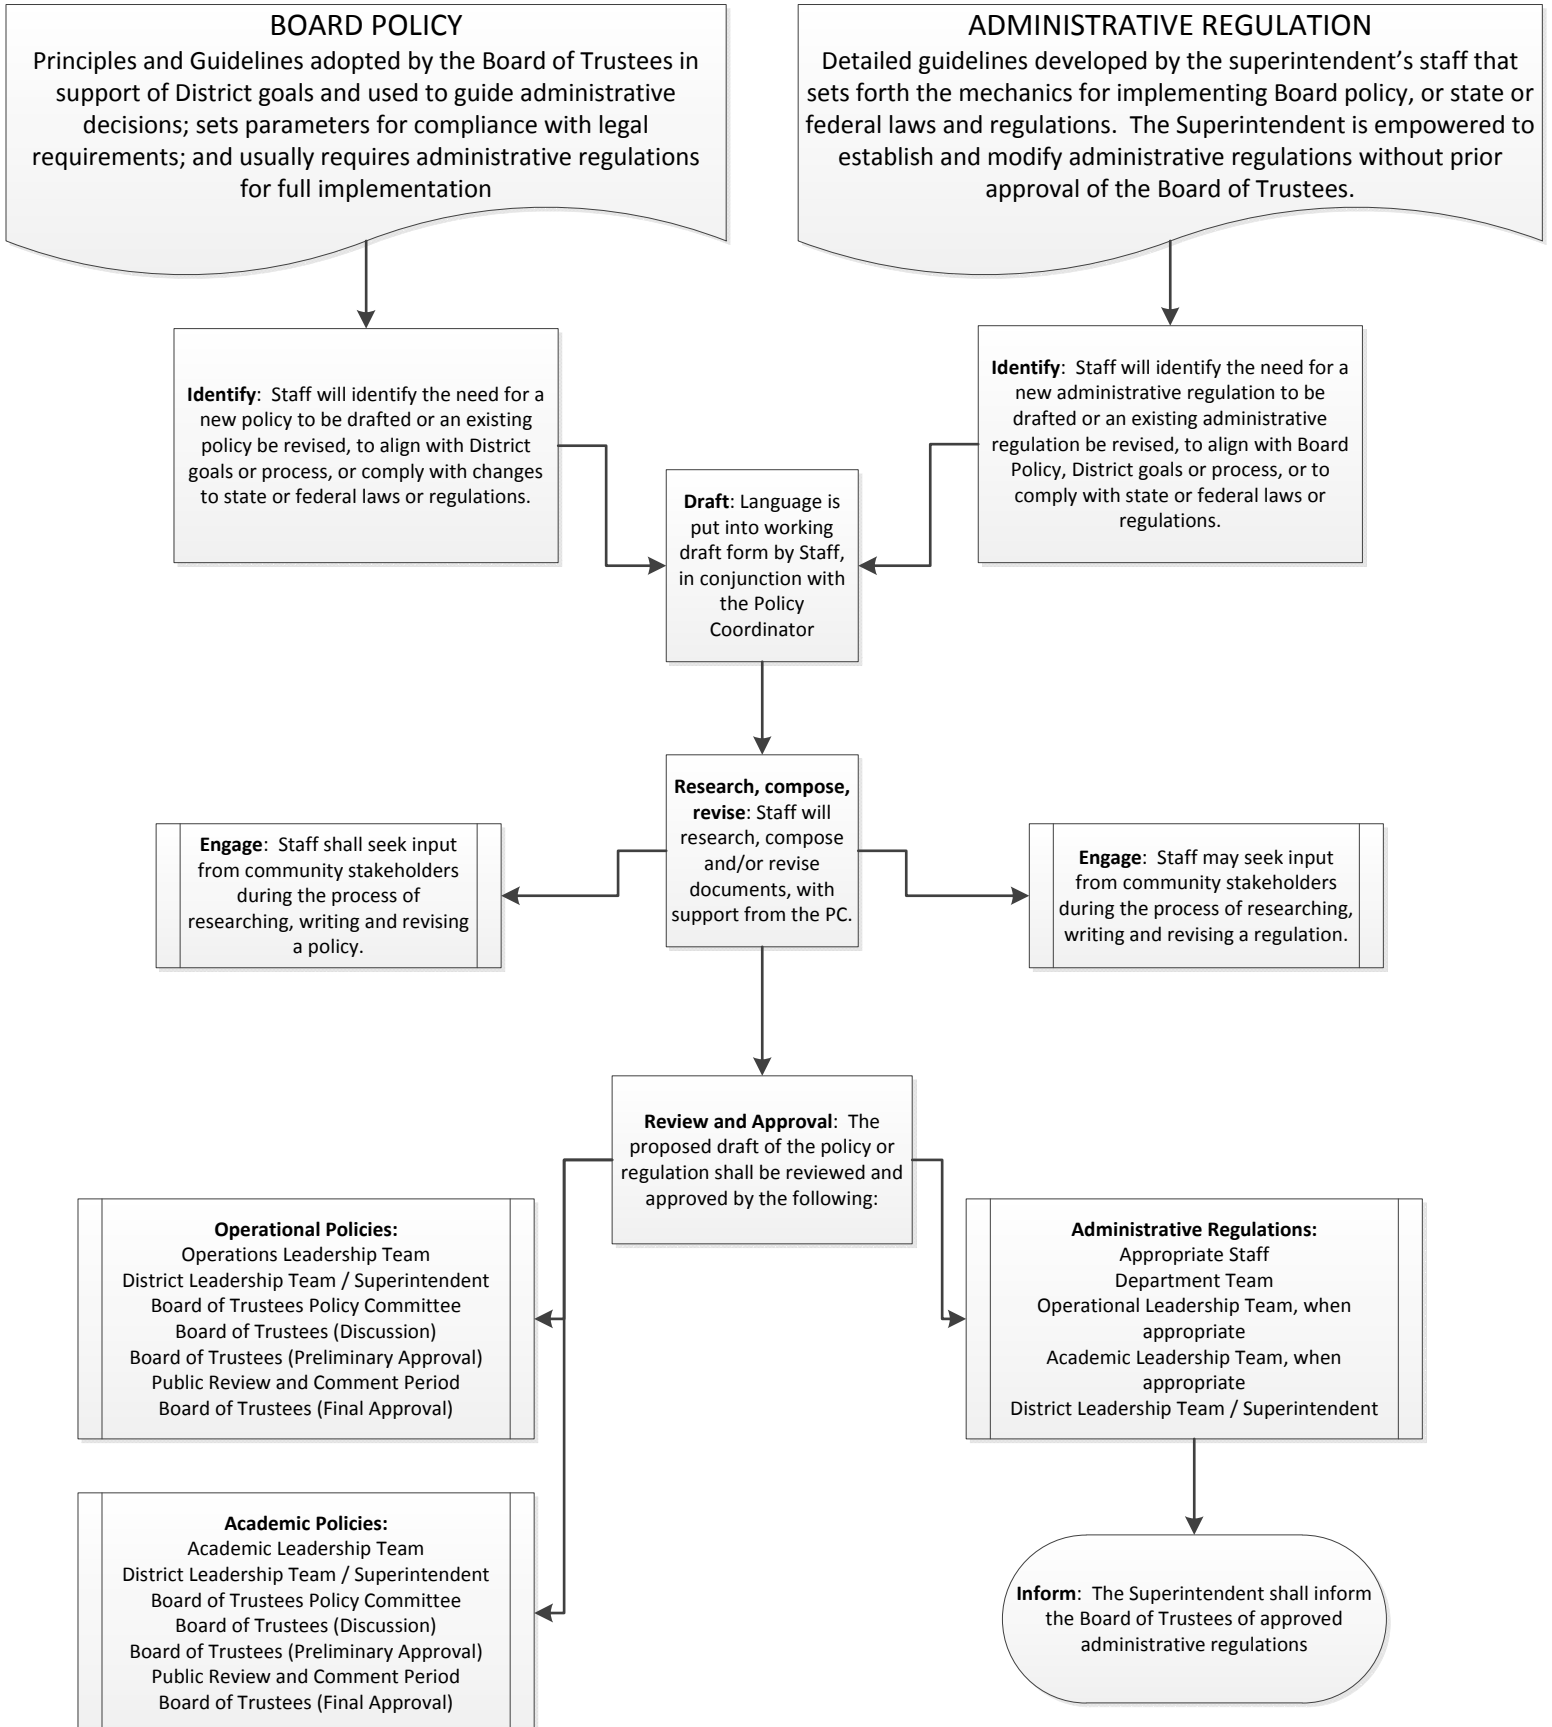 BOARD POLICY
Principles and Guidelines adopted by the Board of Trustees in
support of District goals and used to guide administrative
decisions; sets parameters for compliance with legal
requirements; and usually requires administrative regulations
for full implementation
ADMINISTRATIVE REGULATION
Detailed guidelines developed by the superintendent's staff that
sets forth the mechanics for implementing Board policy, or state or
federal laws and regulations.  The Superintendent is empowered to
establish and modify administrative regulations without prior
approval of the Board of Trustees.
Identify:  Staff will identify the need for a
new policy to be drafted or an existing
policy be revised, to align with District
goals or process, or comply with changes
to state or federal laws or regulations.
Identify:  Staff will identify the need for a
new administrative regulation to be
drafted or an existing administrative
regulation be revised, to align with Board
Policy, District goals or process, or to
comply with state or federal laws or
regulations.
Draft: Language is
put into working
draft form by Staff,
in conjunction with
the Policy
Coordinator
Research, compose,
revise: Staff will
research, compose
and/or revise
documents, with
support from the PC.
Engage:  Staff shall seek input
from community stakeholders
during the process of
researching, writing and revising
a policy.
Engage:  Staff may seek input
from community stakeholders
during the process of researching,
writing and revising a regulation.
Review and Approval:  The
proposed draft of the policy or
regulation shall be reviewed and
approved by the following:
Operational Policies:
Operations Leadership Team
District Leadership Team / Superintendent
Board of Trustees Policy Committee
Board of Trustees (Discussion)
Board of Trustees (Preliminary Approval)
Public Review and Comment Period
Board of Trustees (Final Approval)
Administrative Regulations:
Appropriate Staff
Department Team
Operational Leadership Team, when
appropriate
Academic Leadership Team, when
appropriate
District Leadership Team / Superintendent
Academic Policies:
Academic Leadership Team
District Leadership Team / Superintendent
Board of Trustees Policy Committee
Board of Trustees (Discussion)
Board of Trustees (Preliminary Approval)
Public Review and Comment Period
Board of Trustees (Final Approval)
Inform:  The Superintendent shall inform
the Board of Trustees of approved
administrative regulations